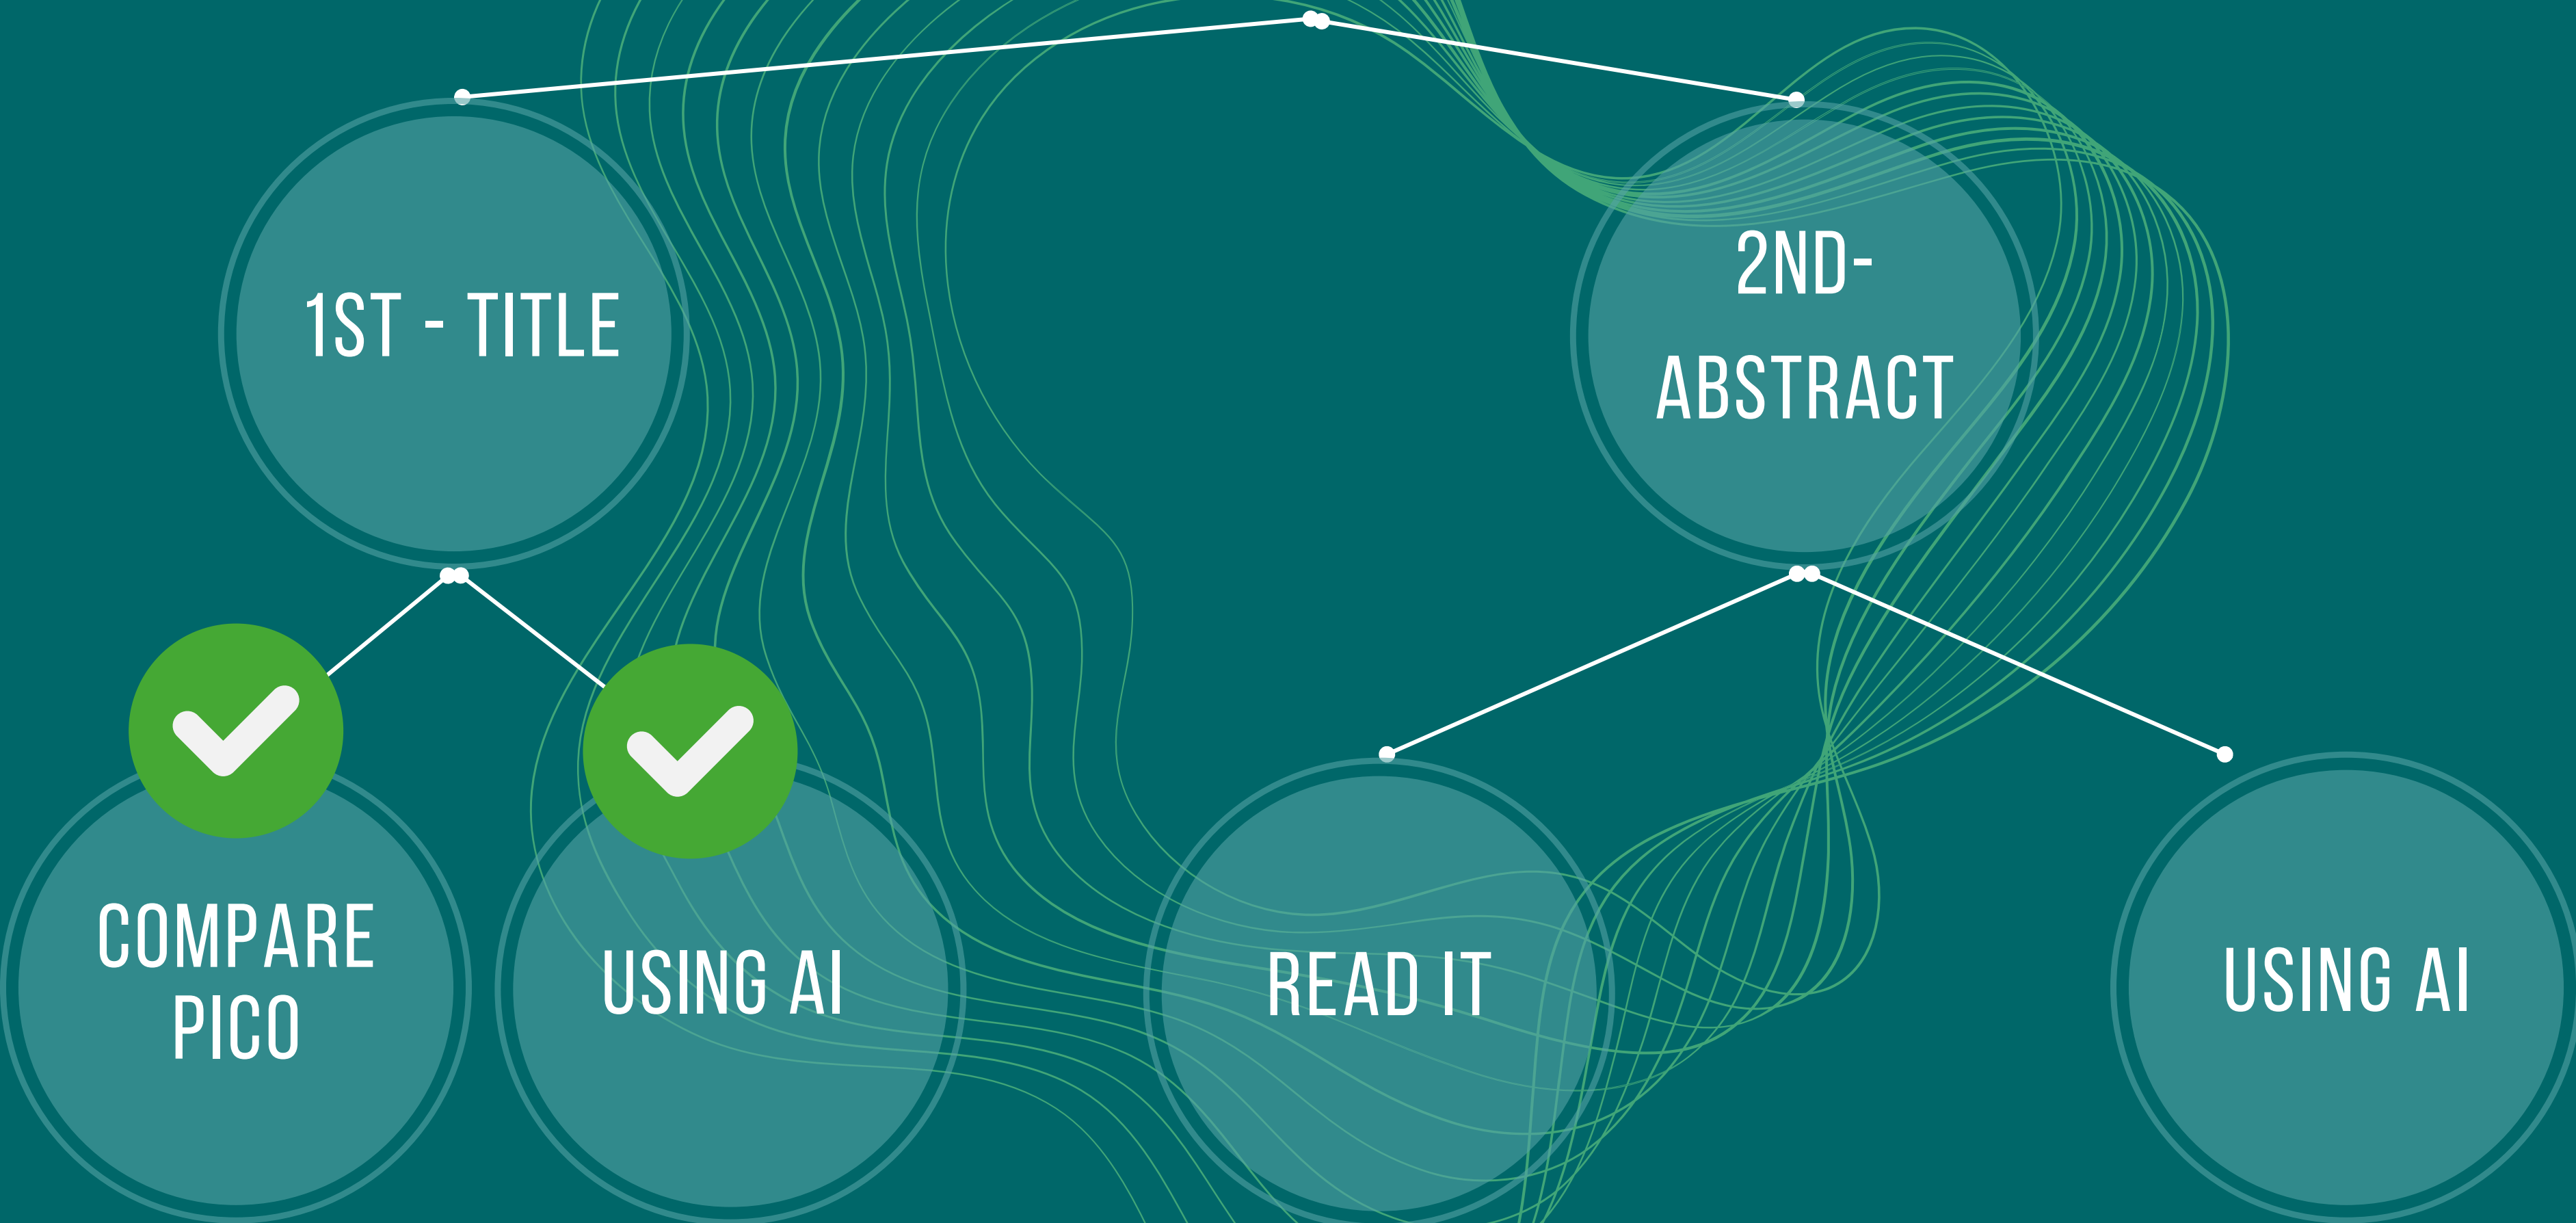 1ST - TITLE
2ND-
ABSTRACT
COMPARE
PICO
USING AI
READ IT
USING AI